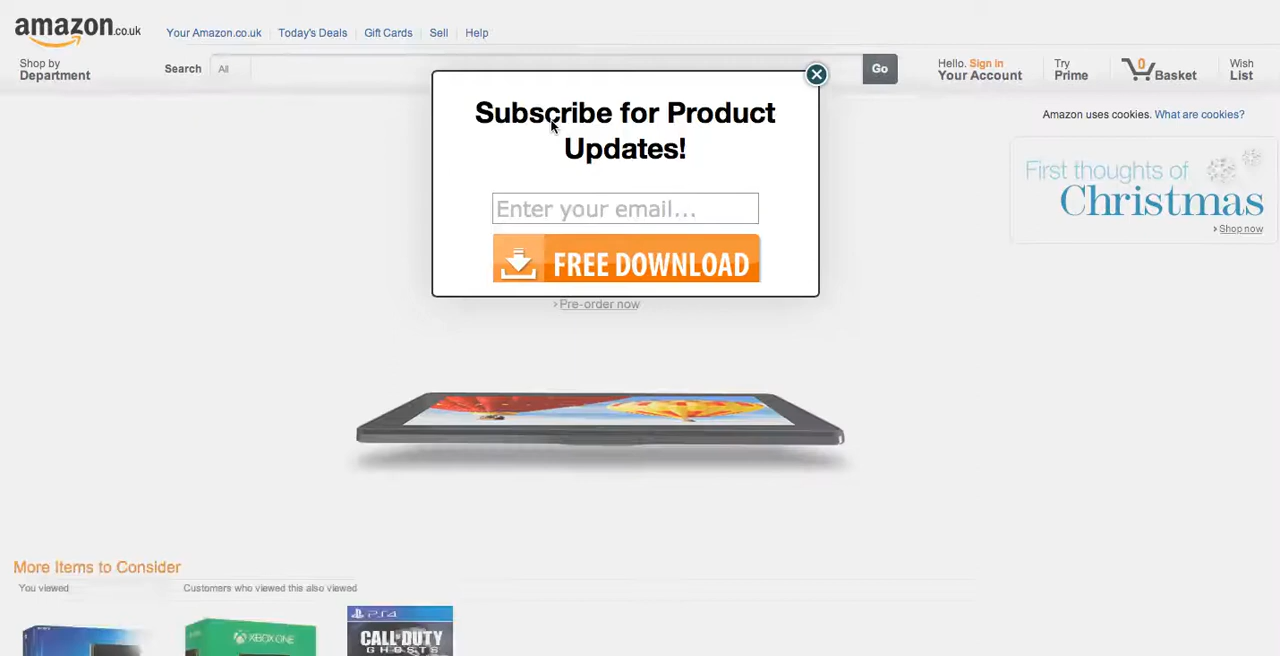 amazon.co.uk
Your Amazon.co.uk
Today's Deals
Gift Cards
Sell
Help
Shop by
Department
Search
All
Go
Hello. Sign in
Your Account
Try
Prime
0
Basket
Wish
List
Subscribe for Product
Updates!
Enter your email...
FREE DOWNLOAD
Pre-order now
Amazon uses cookies. What are cookies?
First thoughts of
Christmas
Shop now
More Items to Consider
You viewed
Customers who viewed this also viewed
XBOX ONE
PS4
CALL OF DUTY
GHOSTS